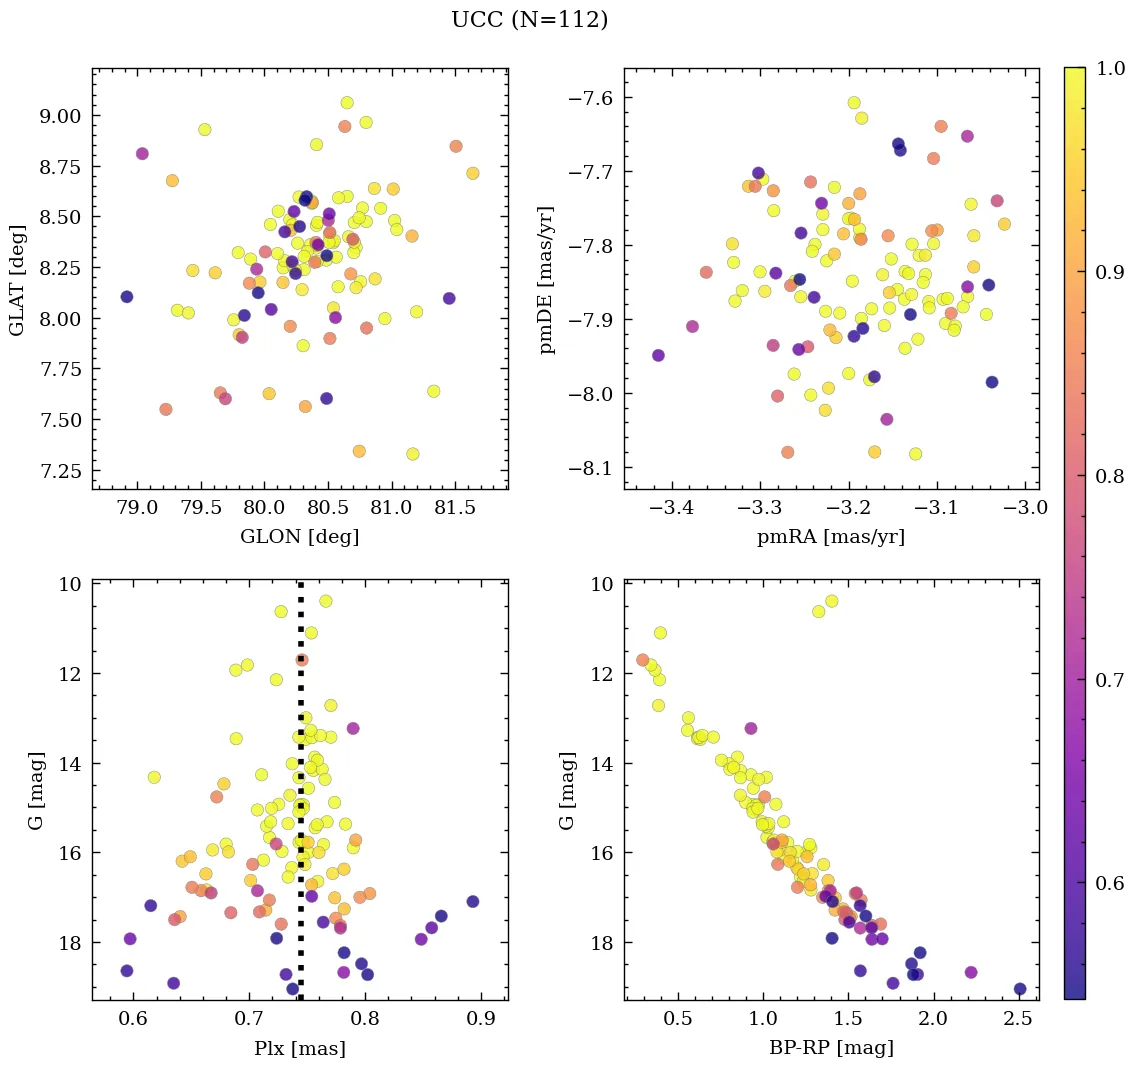 UCC (N=112)
9.00
8.75
8.50
8.25
8.00
7.75
7.50
7.25
GLAT [deg]
79.0 79.5 80.0 80.5 81.0 81.5
GLON [deg]
−7.6
−7.7
−7.8
−7.9
−8.0
−8.1
pmDE [mas/yr]
−3.4 −3.3 −3.2 −3.1 −3.0
pmRA [mas/yr]
10
12
14
16
18
G [mag]
0.6 0.7 0.8 0.9
Plx [mas]
10
12
14
16
18
G [mag]
0.5 1.0 1.5 2.0 2.5
BP-RP [mag]
1.0
0.9
0.8
0.7
0.6